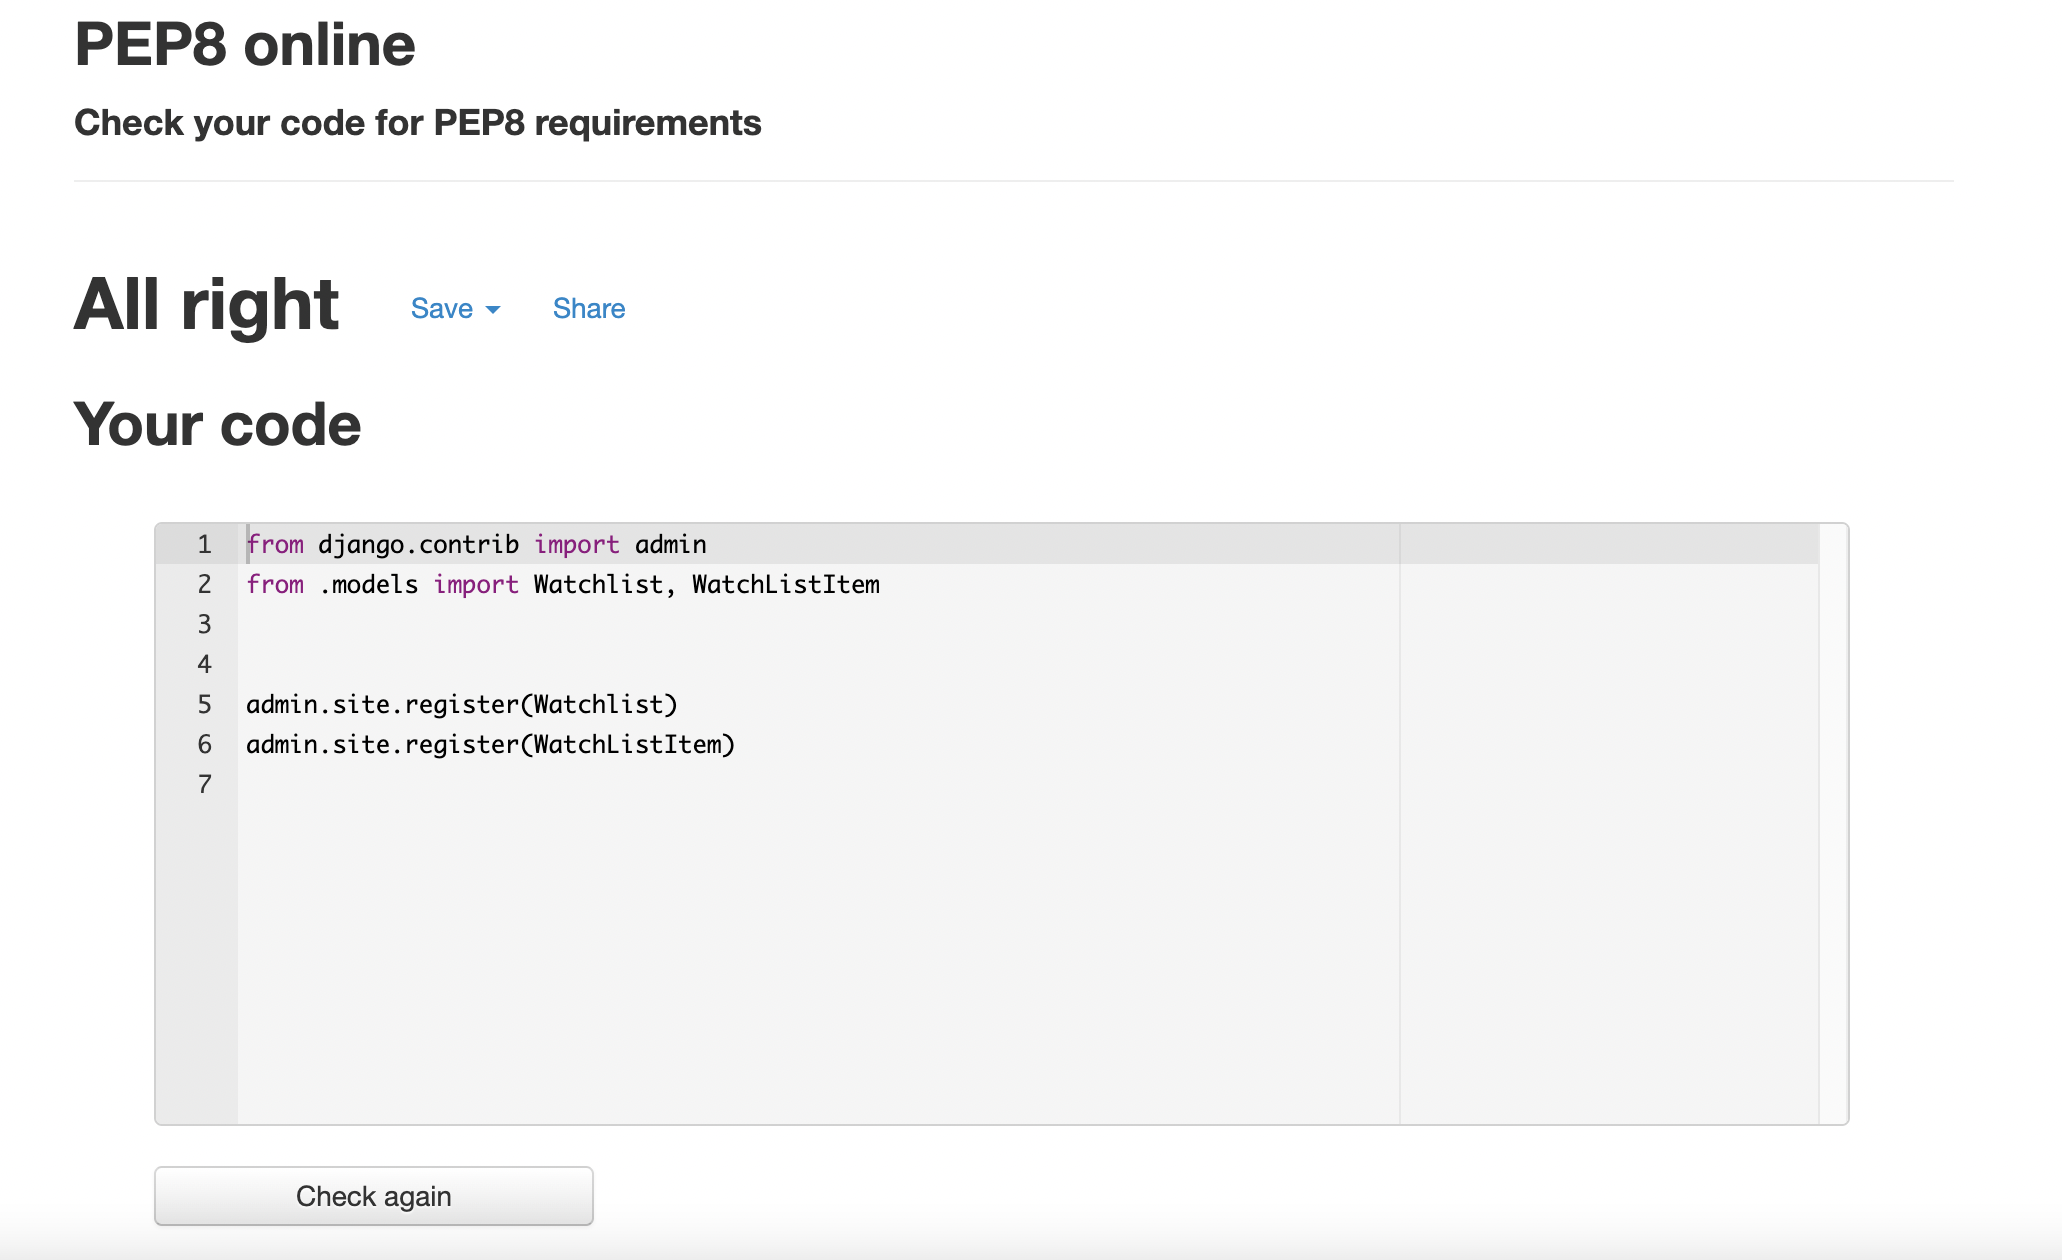 PEP8 online
Check your code for PEP8 requirements
All right Save Share
Your code
1 from django.contrib import admin
2 from .models import Watchlist, WatchListItem
3
4
5 admin.site.register(Watchlist)
6 admin.site.register(WatchListItem)
7
Check again